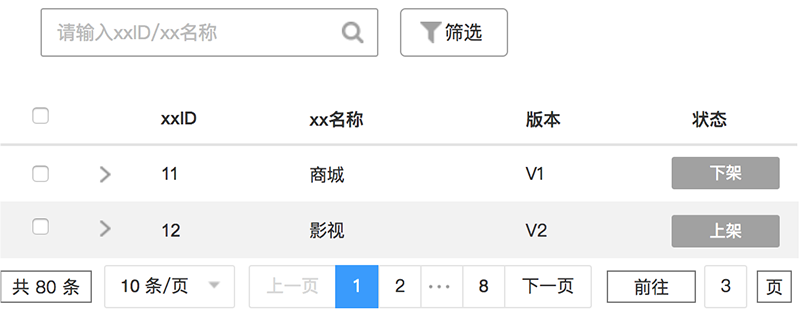 请输入xxID/xx名称 筛选
xxID xx名称 版本 状态
11 商城 V1 下架
12 影视 V2 上架
共 80 条 10 条/页 上一页 1 2 ••• 8 下一页 前往 3 页